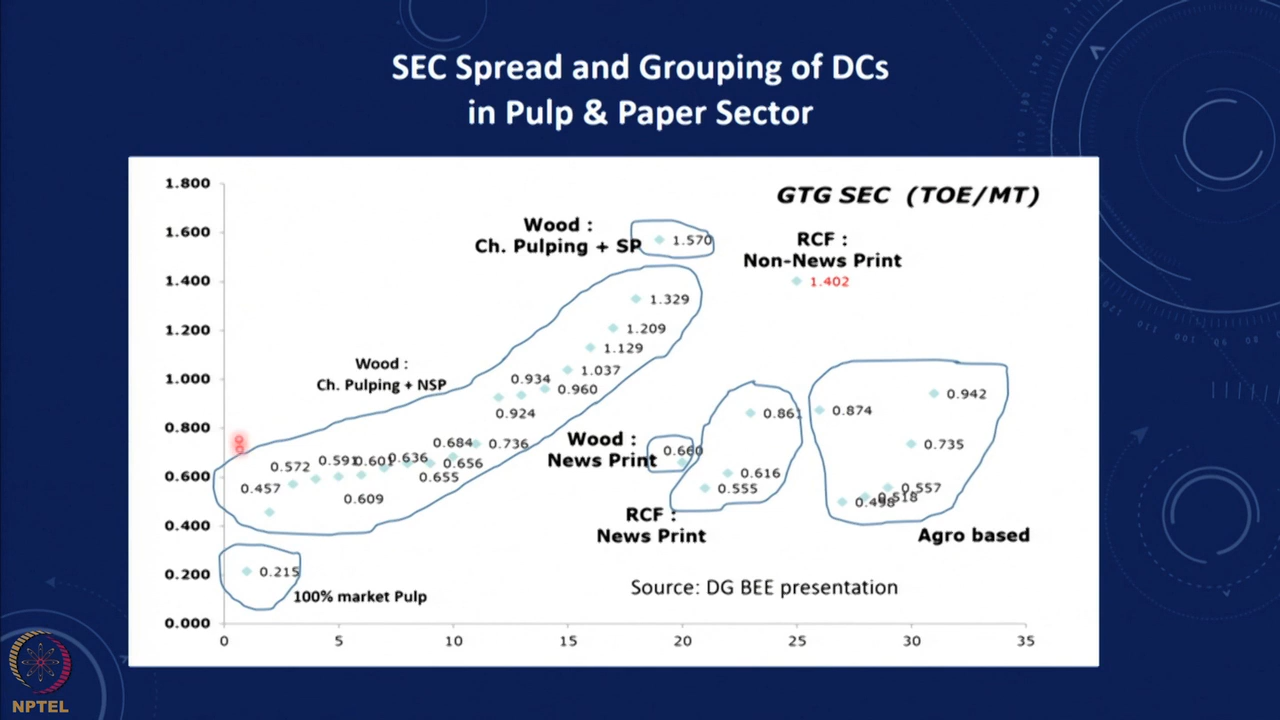 SEC Spread and Grouping of DCs
in Pulp & Paper Sector
GTG SEC (TOE/MT)
1.800
1.600
1.400
1.200
1.000
0.800
0.600
0.400
0.200
0.000
0
5
10
15
20
25
30
35
Wood :
Ch. Pulping + SP
1.570
RCF :
Non-News Print
1.402
Wood :
Ch. Pulping + NSP
0.457
0.572
0.591
0.609
0.601
0.636
0.655
0.684
0.656
0.736
0.924
0.934
0.960
1.037
1.129
1.209
1.329
Wood :
News Print
0.660
RCF :
News Print
0.555
0.616
0.861
0.874
0.498
0.518
0.557
0.735
0.942
Agro based
0.215
100% market Pulp
Source: DG BEE presentation
NPTEL